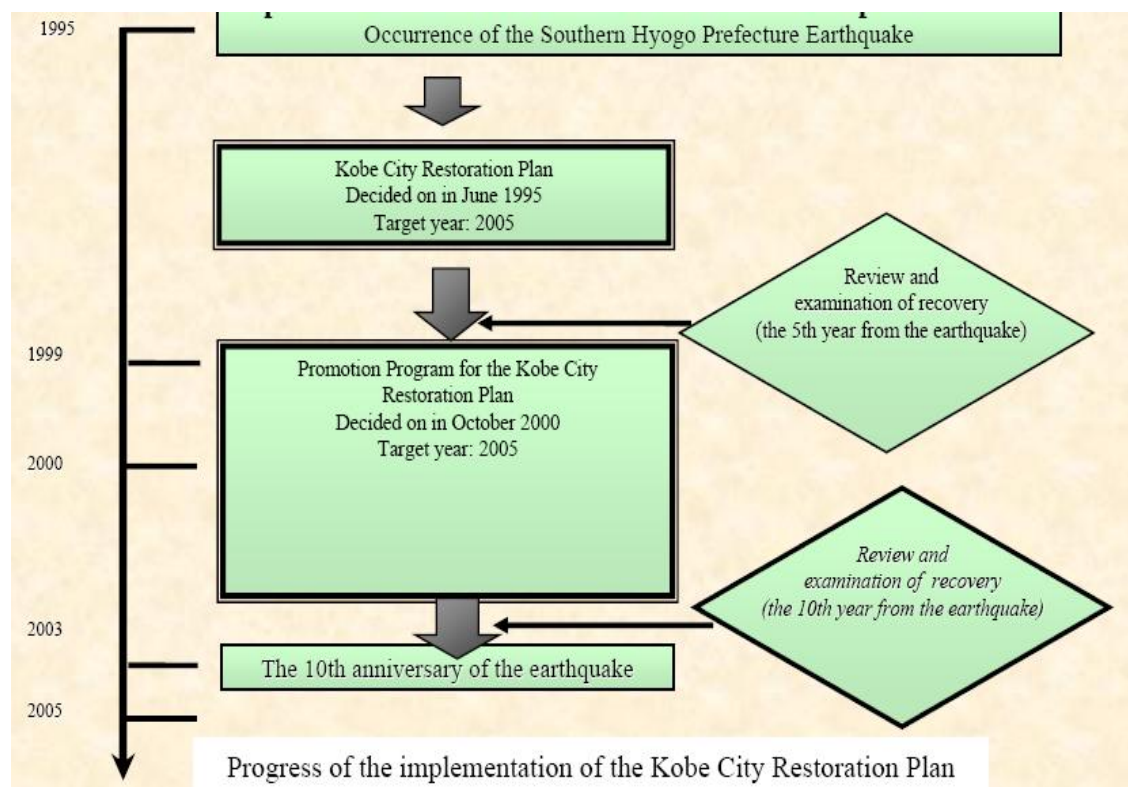 1995
Occurrence of the Southern Hyogo Prefecture Earthquake
Kobe City Restoration Plan
Decided on in June 1995
Target year: 2005
Review and
examination of recovery
(the 5th year from the earthquake)
1999
Promotion Program for the Kobe City
Restoration Plan
Decided on in October 2000
Target year: 2005
2000
Review and
examination of recovery
(the 10th year from the earthquake)
2003
The 10th anniversary of the earthquake
2005
Progress of the implementation of the Kobe City Restoration Plan